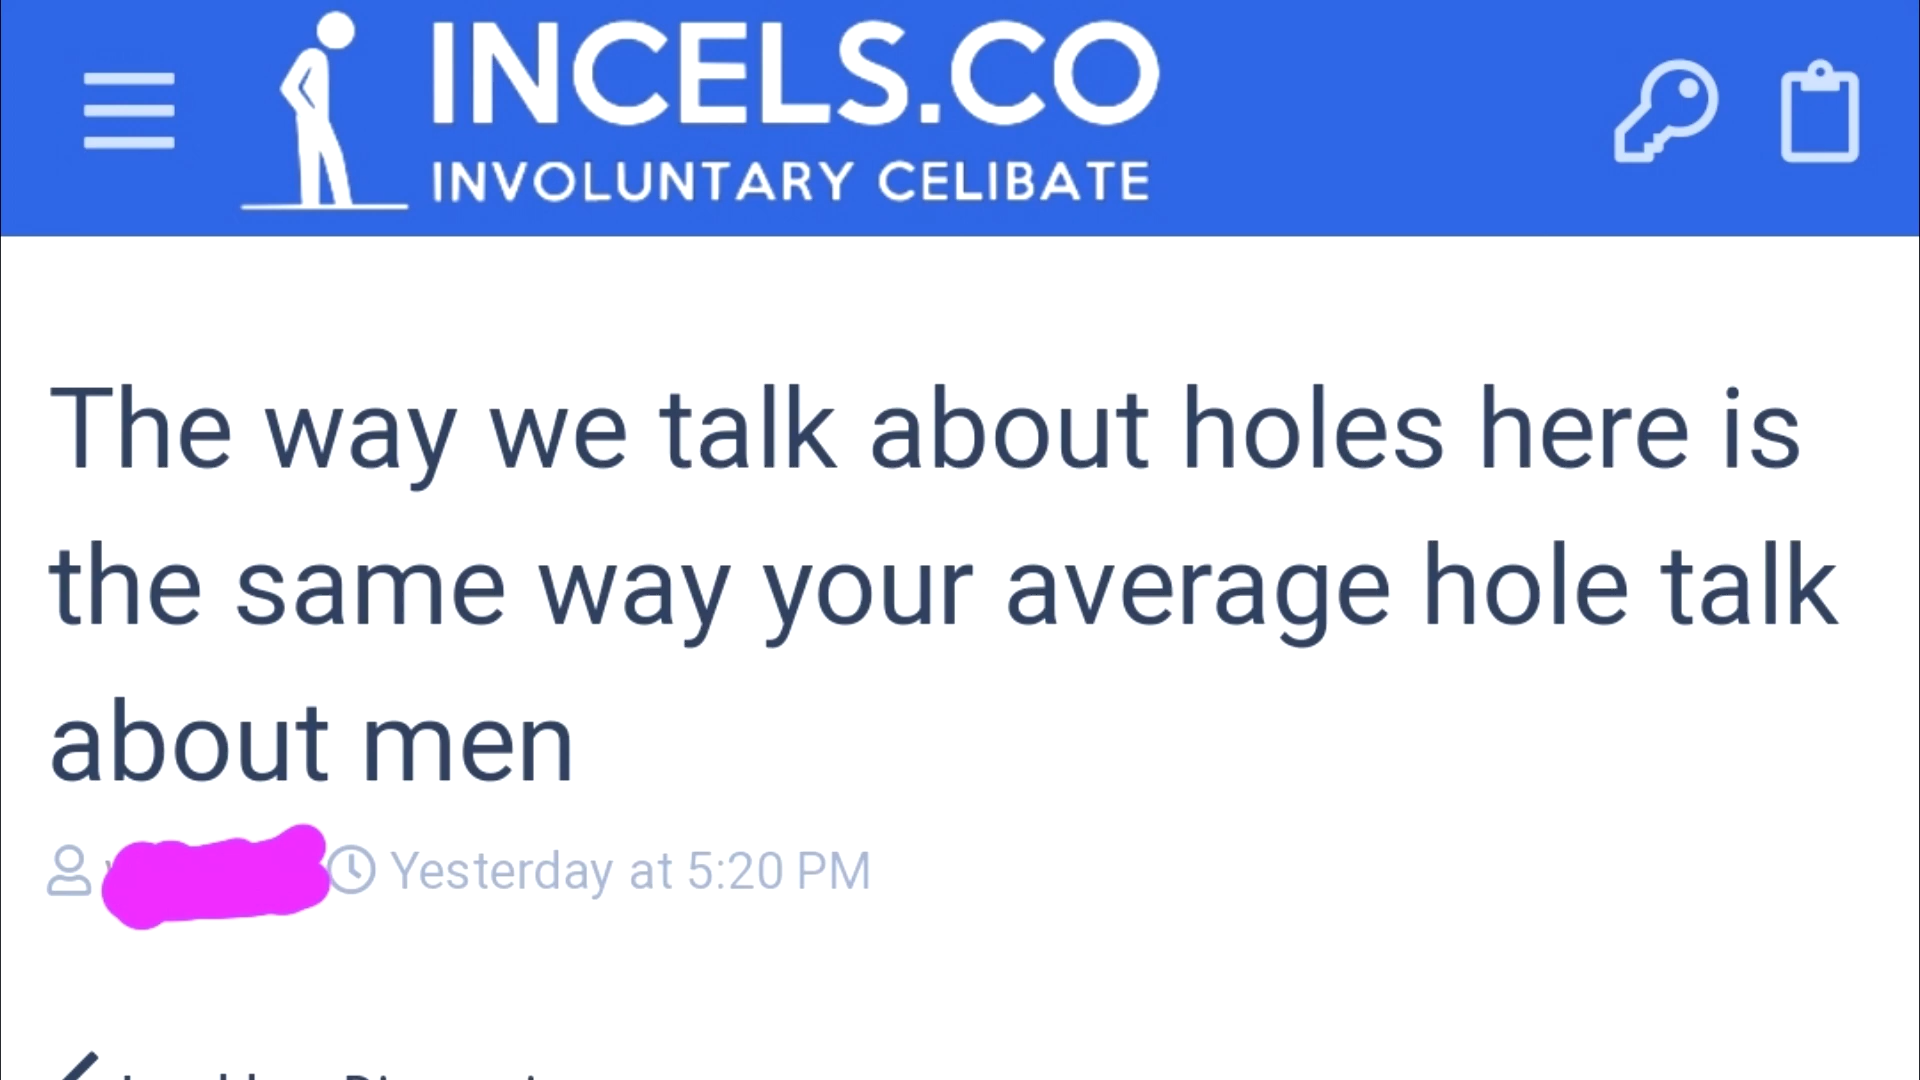 INCELS.CO
INVOLUNTARY CELIBATE
The way we talk about holes here is
the same way your average hole talk
about men
Yesterday at 5:20 PM